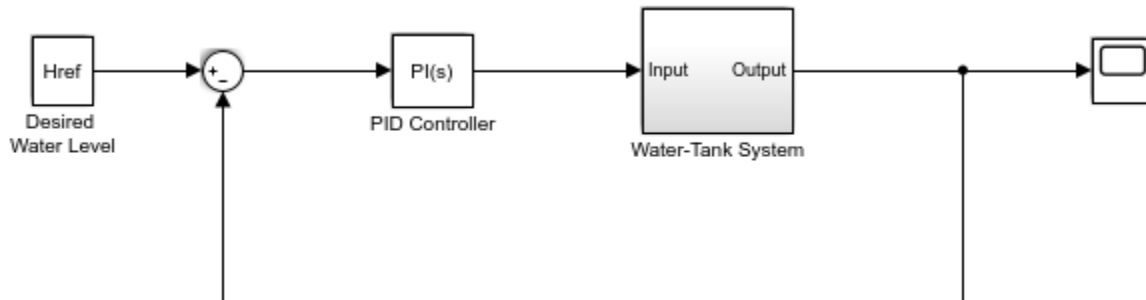 Href
Desired
Water Level
+
-
PI(s)
PID Controller
Input
Output
Water-Tank System